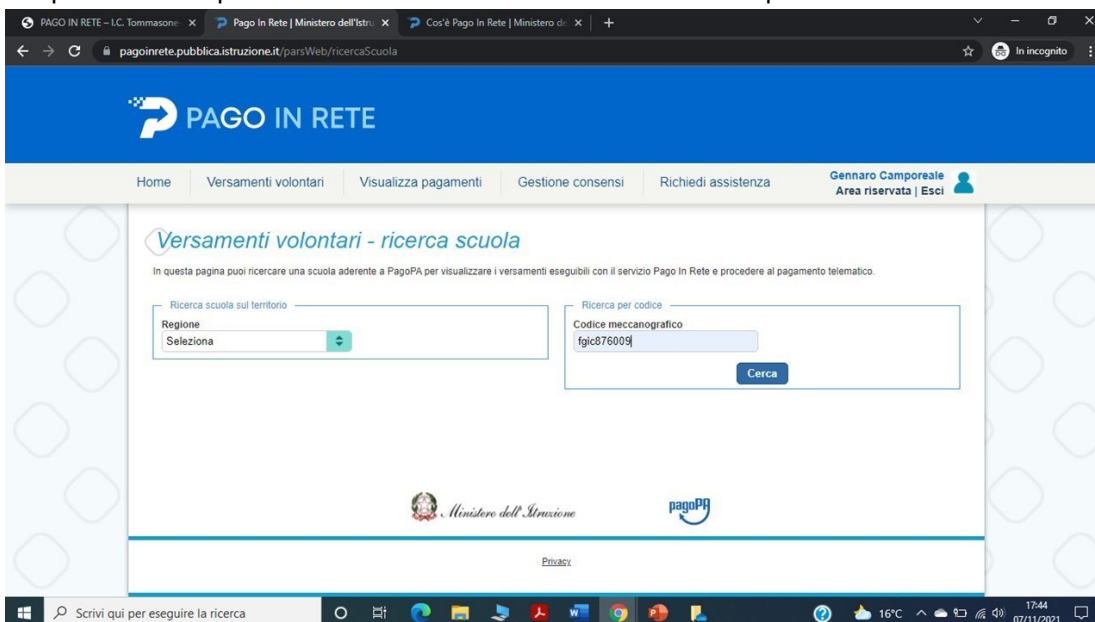 PAGO IN RETE – I.C. Tommasone
Pago In Rete | Ministero dell'Istru
Cos'è Pago In Rete | Ministero de
pagoinrete.pubblica.istruzione.it/parsWeb/ricercaScuola
In incognito
PAGO IN RETE
Home Versamenti volontari Visualizza pagamenti Gestione consensi Richiedi assistenza
Gennaro Camporeale
Area riservata | Esci
Versamenti volontari - ricerca scuola
In questa pagina puoi ricercare una scuola aderente a PagoPA per visualizzare i versamenti eseguibili con il servizio Pago In Rete e procedere al pagamento telematico.
Ricerca scuola sul territorio
Regione
Seleziona
Ricerca per codice
Codice meccanografico
fgic876009
Cerca
Ministero dell'Istruzione
pagoPA
Privacy
Scrivi qui per eseguire la ricerca
16°C
17:44
07/11/2021